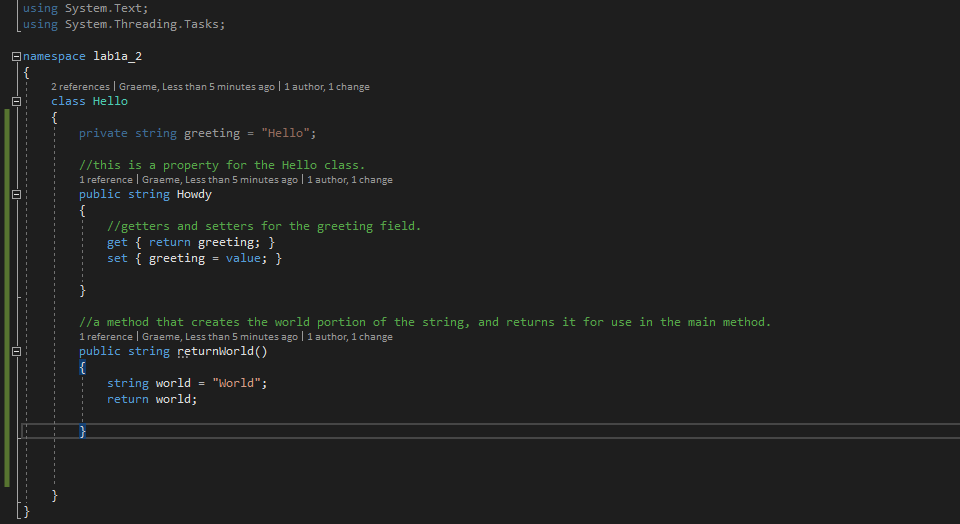 using System.Text;
using System.Threading.Tasks;
namespace lab1a_2
{
2 references | Graeme, Less than 5 minutes ago | 1 author, 1 change
class Hello
{
private string greeting = "Hello";
//this is a property for the Hello class.
1 reference | Graeme, Less than 5 minutes ago | 1 author, 1 change
public string Howdy
{
//getters and setters for the greeting field.
get { return greeting; }
set { greeting = value; }
}
//a method that creates the world portion of the string, and returns it for use in the main method.
1 reference | Graeme, Less than 5 minutes ago | 1 author, 1 change
public string returnWorld()
{
string world = "World";
return world;
}
}
}